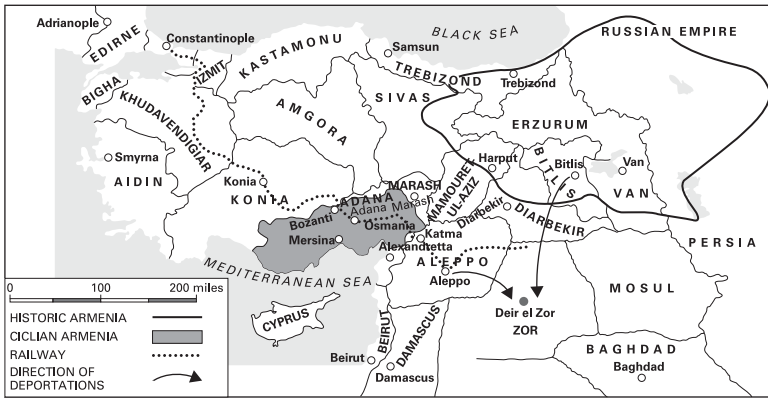 Adrianople
EDIRNE
Constantinople
BLACK SEA
RUSSIAN EMPIRE
IZMIT
KASTAMONU
Samsun
TREBIZOND
Trebizond
BIGHA
KHUDAVENDIGIAR
AMGORA
SIVAS
ERZURUM
Smyrna
AIDIN
Konia
KONIA
Harput
BITLIS
Bitlis
Van
VAN
MARASH
MAMOURET
UL-AZIZ
ADANA
Adana Marash
Bozanti
Osmania
Mersina
Diarbekir
DIARBEKIR
Katma
Alexandretta
ALEPPO
Aleppo
PERSIA
MEDITERRANEAN SEA
MOSUL
Deir el Zor
ZOR
CYPRUS
BEIRUT
DAMASCUS
Beirut
Damascus
BAGHDAD
Baghdad
0 100 200 miles
HISTORIC ARMENIA
CICLIAN ARMENIA
RAILWAY
DIRECTION OF
DEPORTATIONS